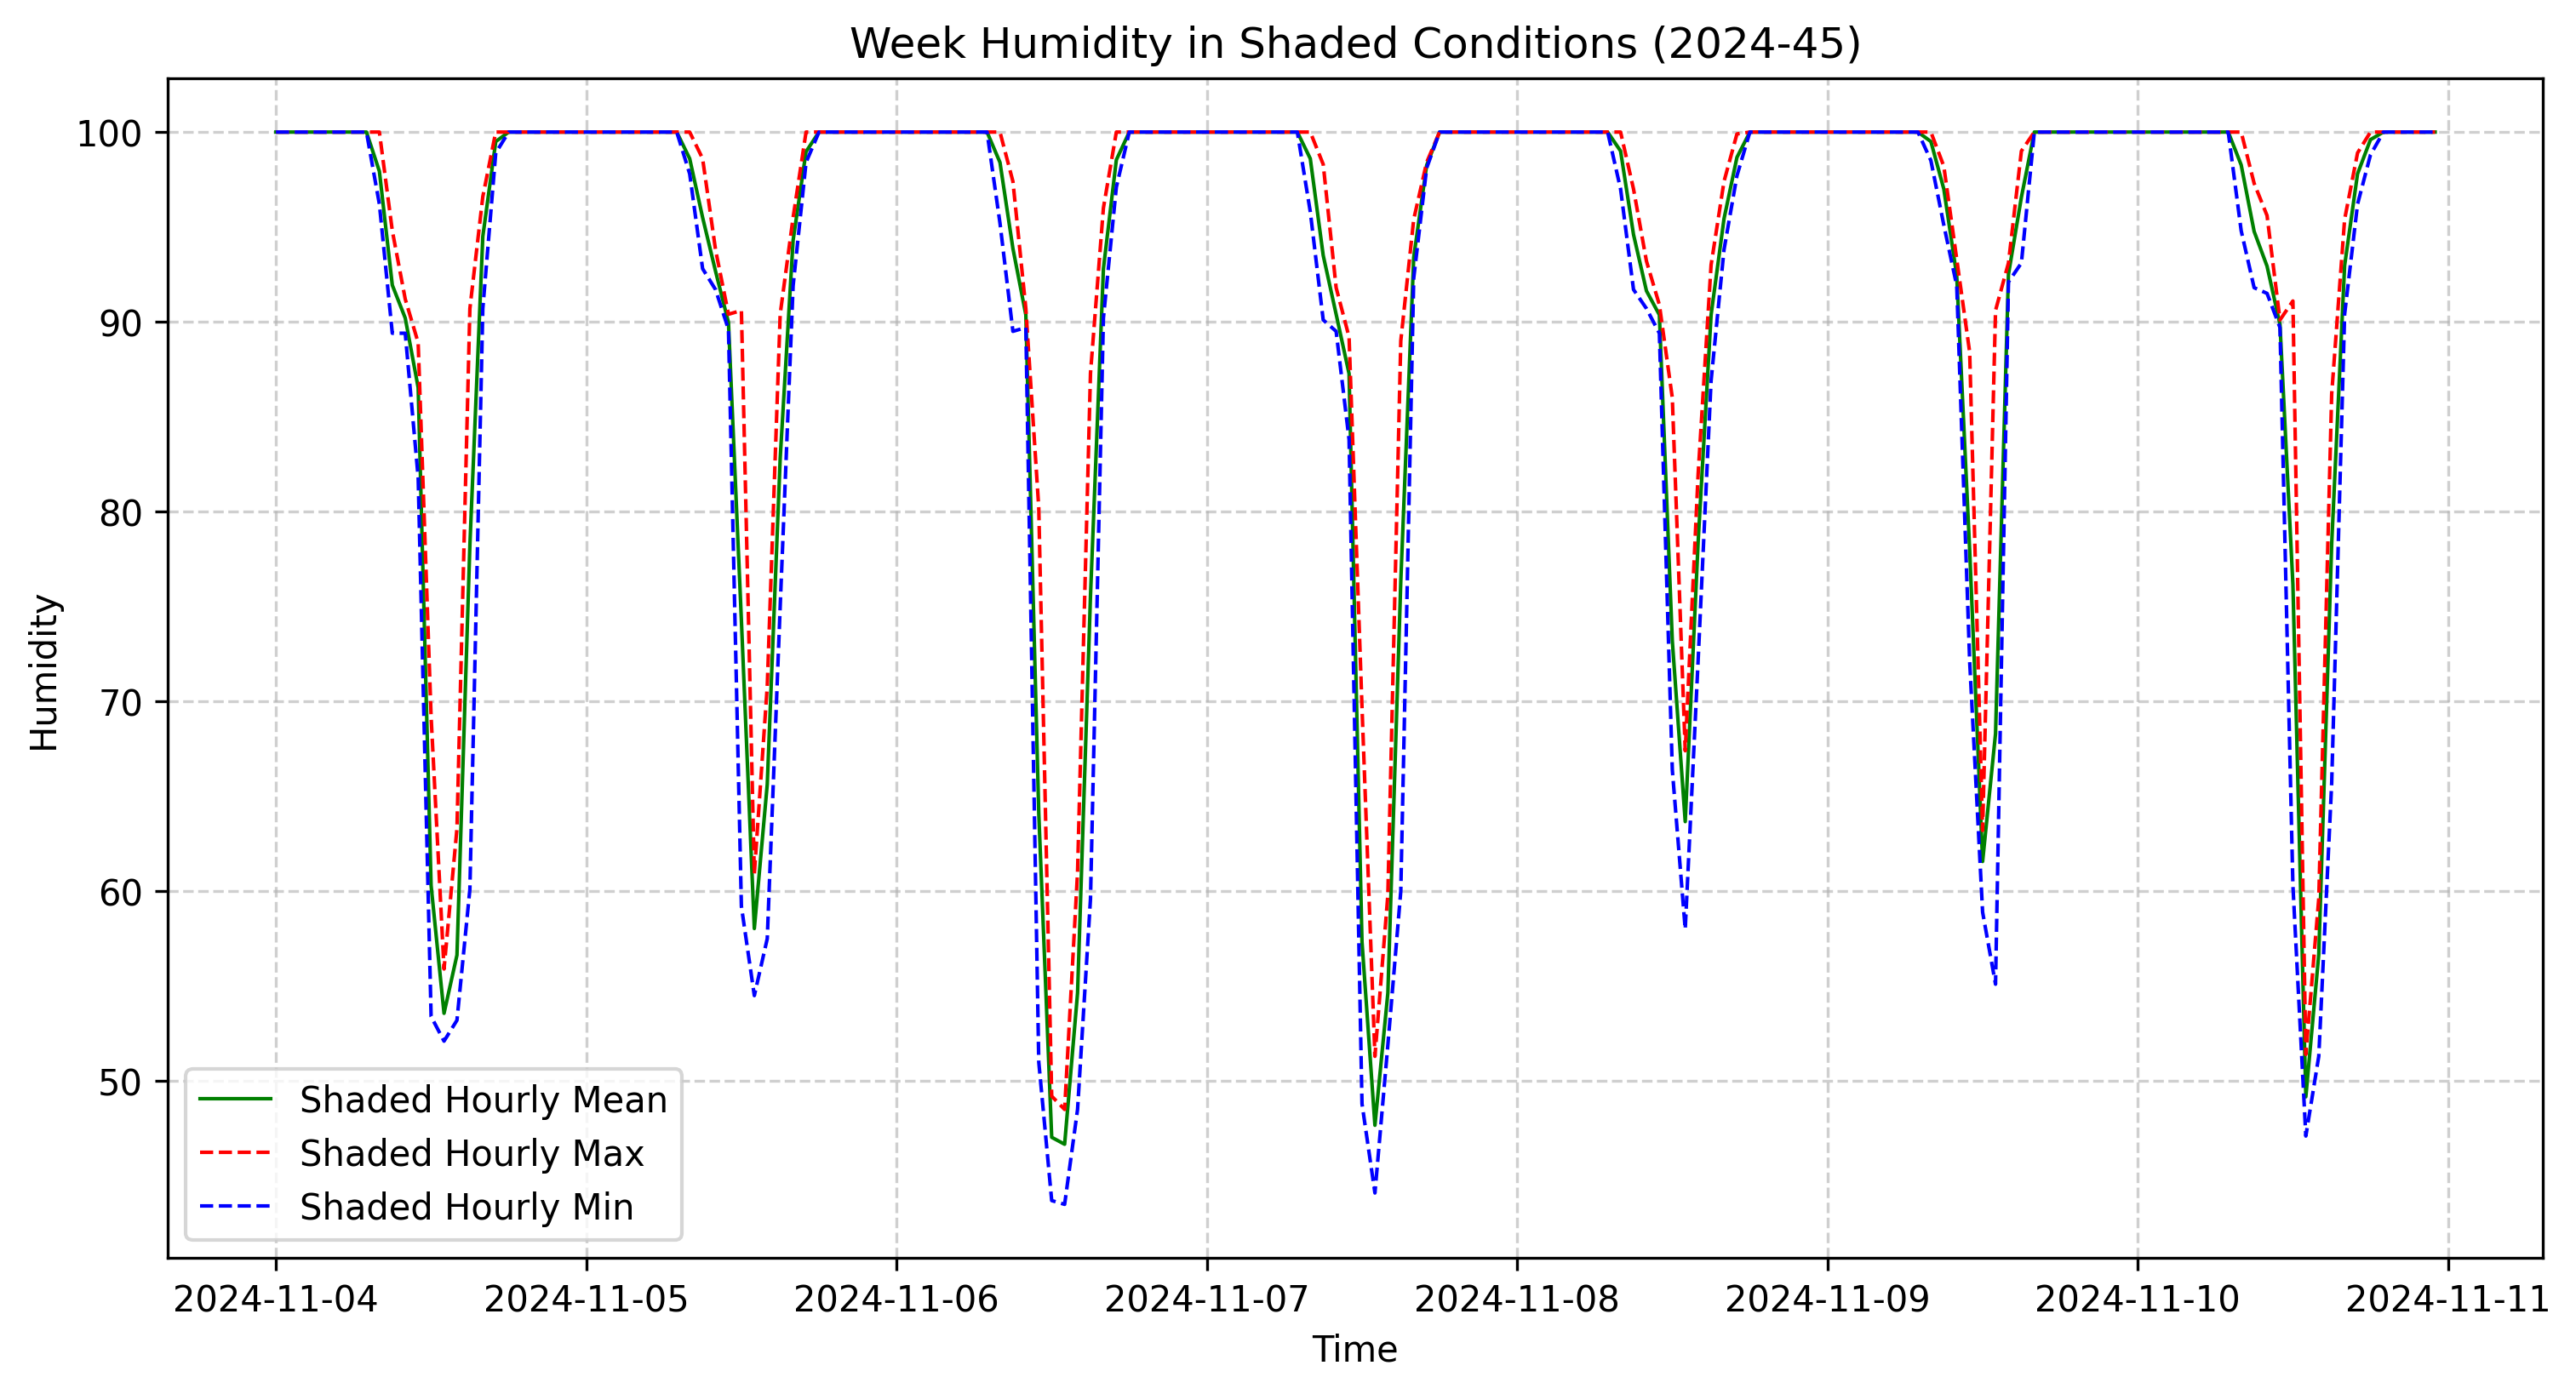 Week Humidity in Shaded Conditions (2024-45)
Humidity
100
90
80
70
60
50
Shaded Hourly Mean
Shaded Hourly Max
Shaded Hourly Min
2024-11-04 2024-11-05 2024-11-06 2024-11-07 2024-11-08 2024-11-09 2024-11-10 2024-11-11
Time